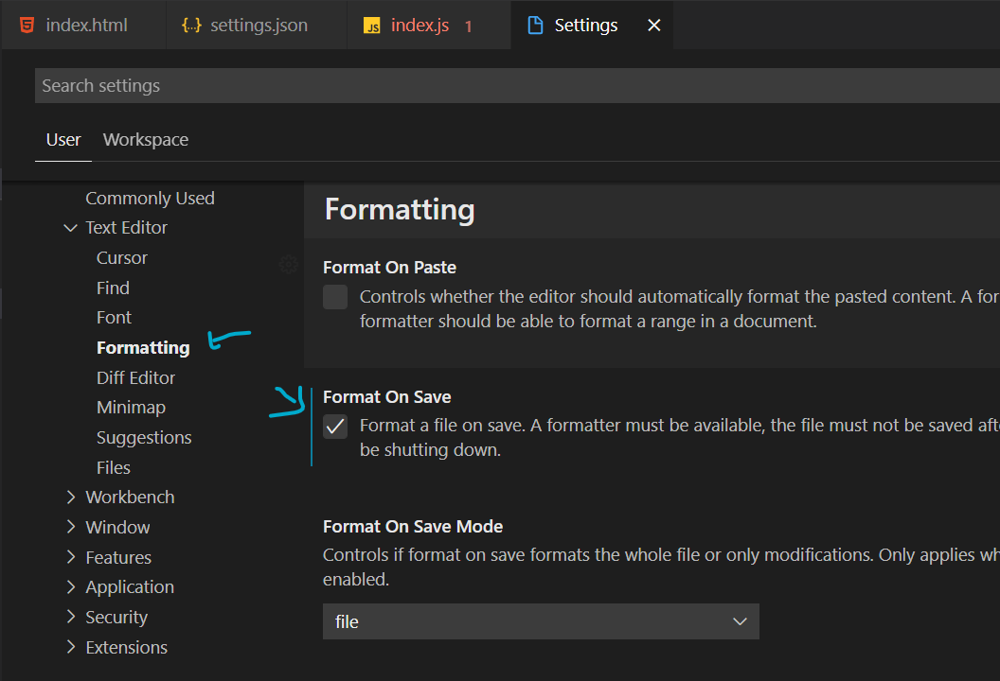 index.html
{..} settings.json
JS index.js 1
Settings
Search settings
User
Workspace
Commonly Used
Text Editor
Cursor
Find
Font
Formatting
Diff Editor
Minimap
Suggestions
Files
Workbench
Window
Features
Application
Security
Extensions
Formatting
Format On Paste
Controls whether the editor should automatically format the pasted content. A for
formatter should be able to format a range in a document.
Format On Save
Format a file on save. A formatter must be available, the file must not be saved aft
be shutting down.
Format On Save Mode
Controls if format on save formats the whole file or only modifications. Only applies wh
enabled.
file